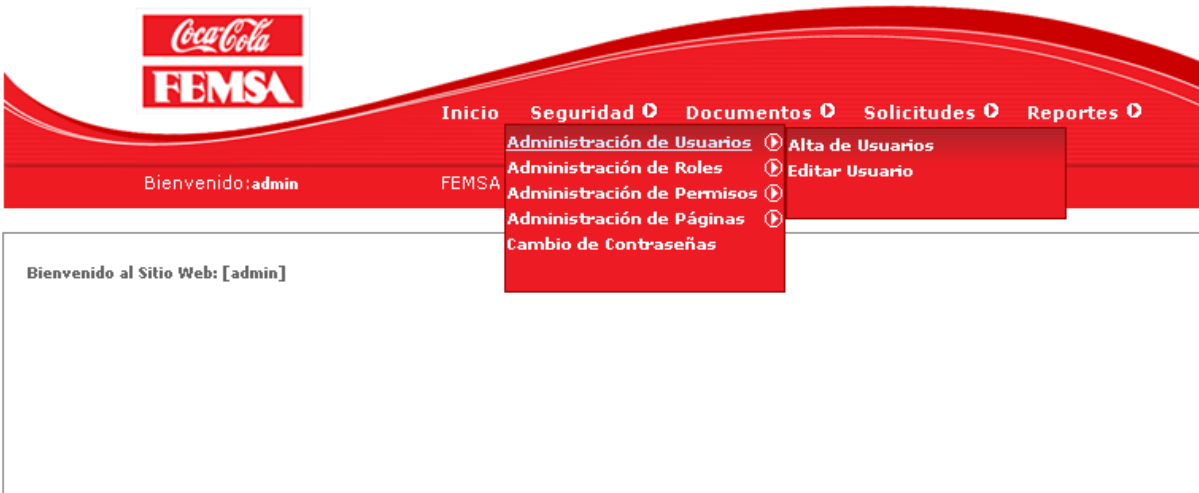 Coca-Cola
FEMSA
Inicio Seguridad Documentos Solicitudes Reportes
Administración de Usuarios
Administración de Roles
Administración de Permisos
Administración de Páginas
Cambio de Contraseñas
Alta de Usuarios
Editar Usuario
Bienvenido:admin FEMSA
Bienvenido al Sitio Web: [admin]